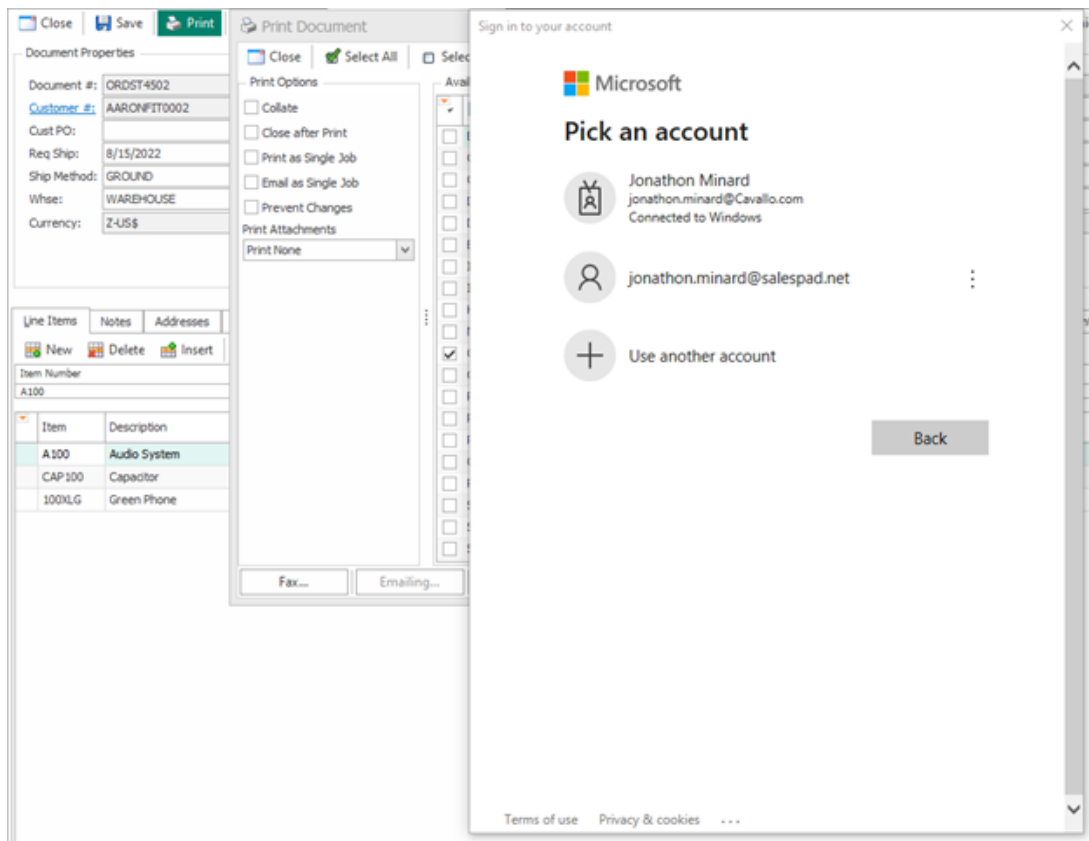 Close Save Print
Document Properties
Document #: ORDST4502
Customer #: AARONFIT0002
Cust PO:
Req Ship: 8/15/2022
Ship Method: GROUND
Whse: WAREHOUSE
Currency: Z-US$
Line Items Notes Addresses
New Delete Insert
Item Number
A100
Item Description
A100 Audio System
CAP100 Capacitor
100XLG Green Phone
Print Document
Close Select All Selec
Print Options
Collate
Close after Print
Print as Single Job
Email as Single Job
Prevent Changes
Print Attachments
Print None
Avail
Fax... Emailing...
Sign in to your account
Microsoft
Pick an account
Jonathon Minard
jonathon.minard@Cavallo.com
Connected to Windows
jonathon.minard@salespad.net
Use another account
Back
Terms of use Privacy & cookies ...